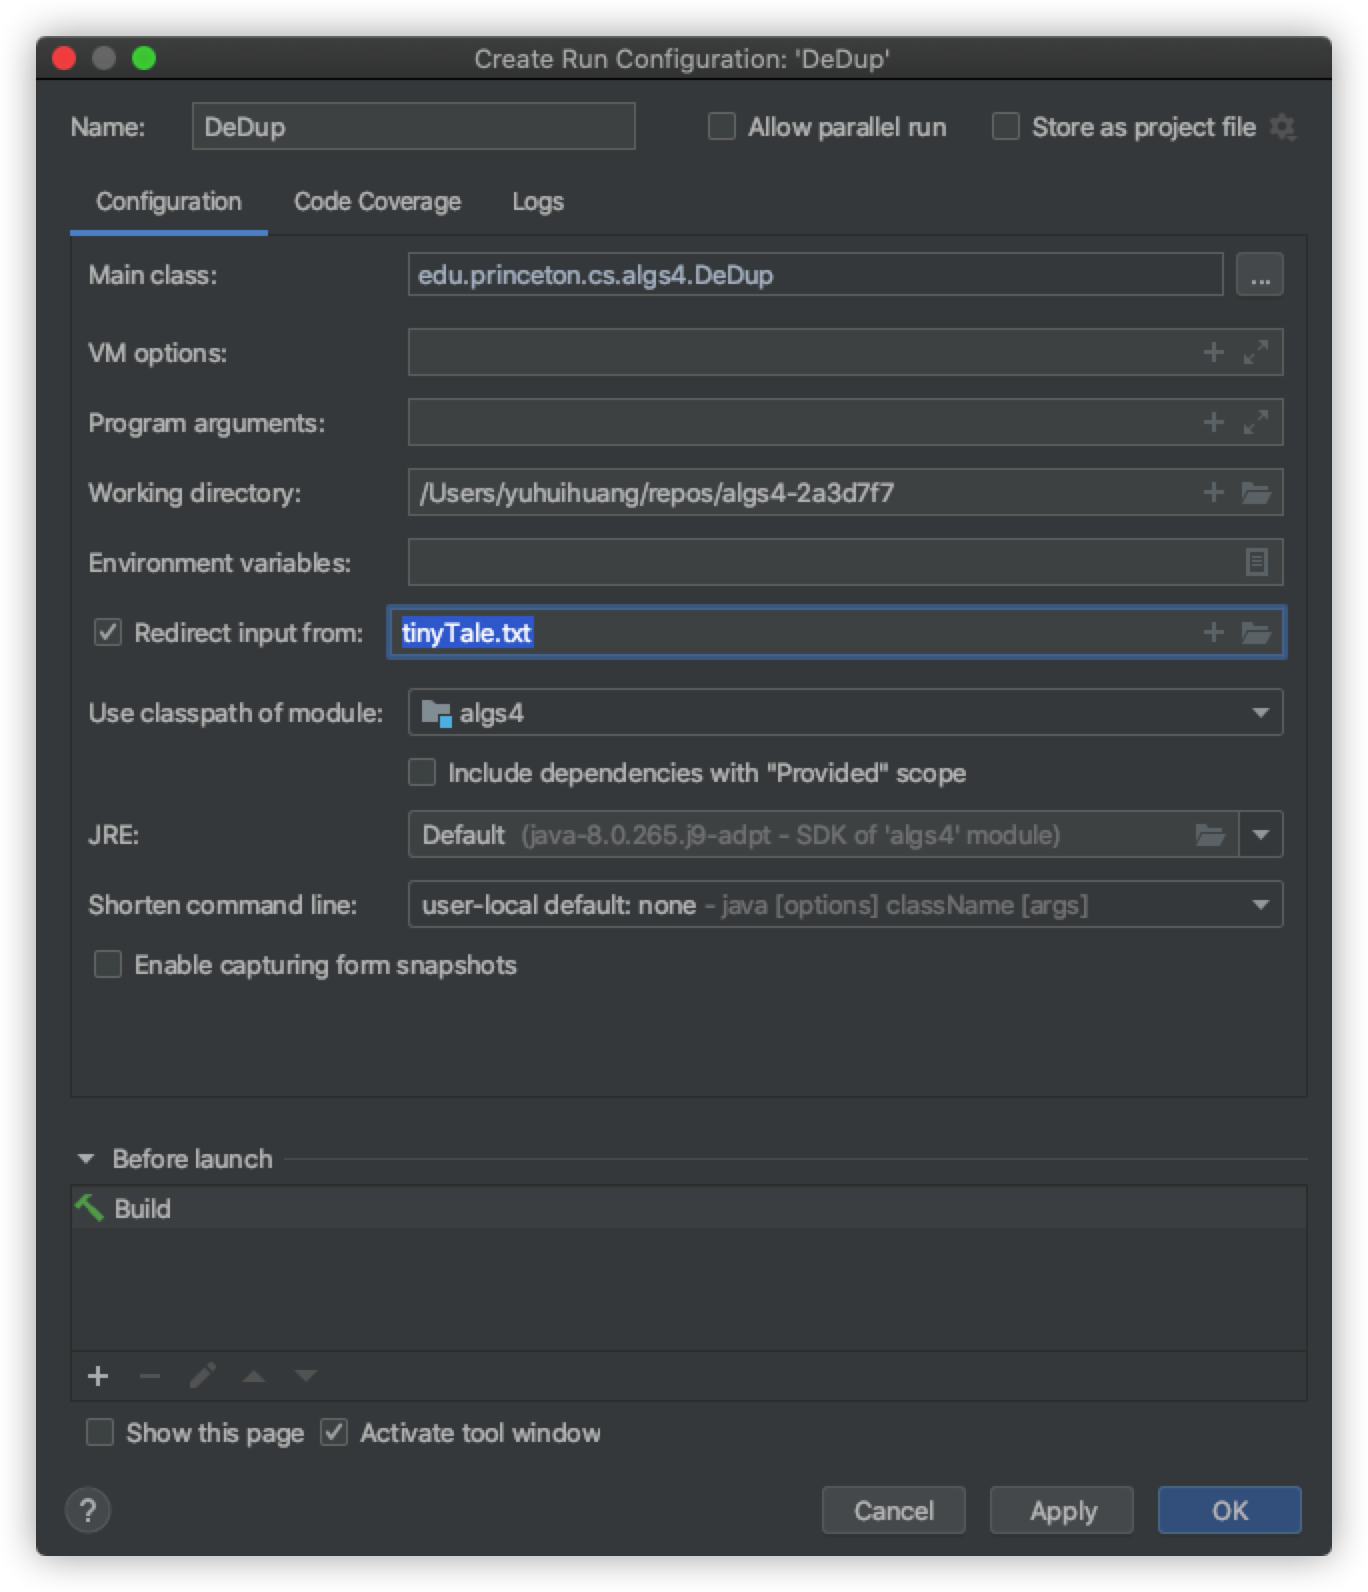 Create Run Configuration: 'DeDup'
Name: DeDup Allow parallel run Store as project file
Configuration Code Coverage Logs
Main class: edu.princeton.cs.algs4.DeDup ...
VM options:
Program arguments:
Working directory: /Users/yuhuihuang/repos/algs4-2a3d7f7
Environment variables:
Redirect input from: tinyTale.txt
Use classpath of module: algs4
Include dependencies with "Provided" scope
JRE: Default (java-8.0.265.j9-adpt - SDK of 'algs4' module)
Shorten command line: user-local default: none - java [options] className [args]
Enable capturing form snapshots
Before launch
Build
Show this page Activate tool window
? Cancel Apply OK